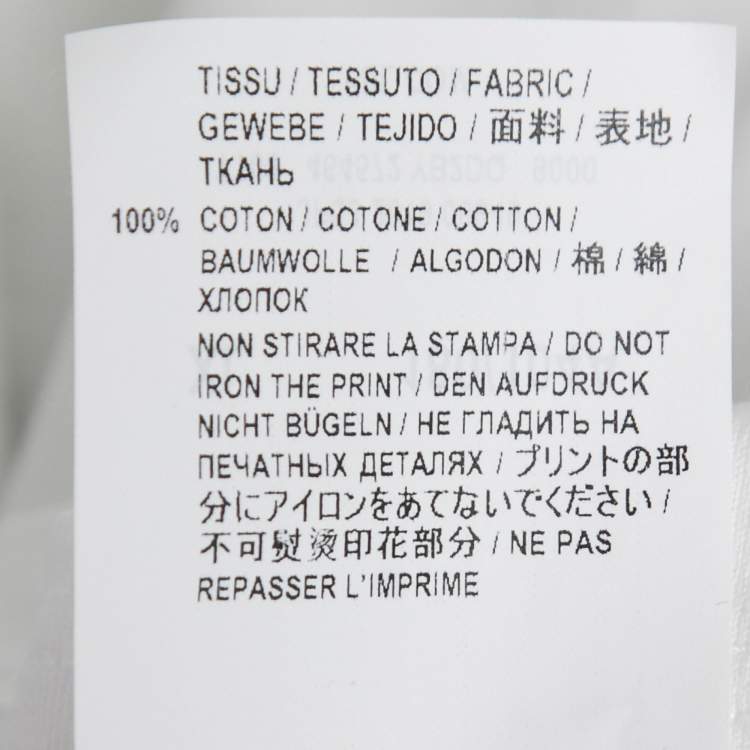 TISSU / TESSUTO / FABRIC /
GEWEBE / TEJIDO / 面料 / 表地 /
ТКАНЬ
100% COTON / COTONE / COTTON /
BAUMWOLLE / ALGODON / 棉 / 綿 /
ХЛОПОК
NON STIRARE LA STAMPA / DO NOT
IRON THE PRINT / DEN AUFDRUCK
NICHT BÜGELN / НЕ ГЛАДИТЬ НА
ПЕЧАТНЫХ ДЕТАЛЯХ / プリントの部
分にアイロンをあてないでください /
不可熨烫印花部分 / NE PAS
REPASSER L'IMPRIME